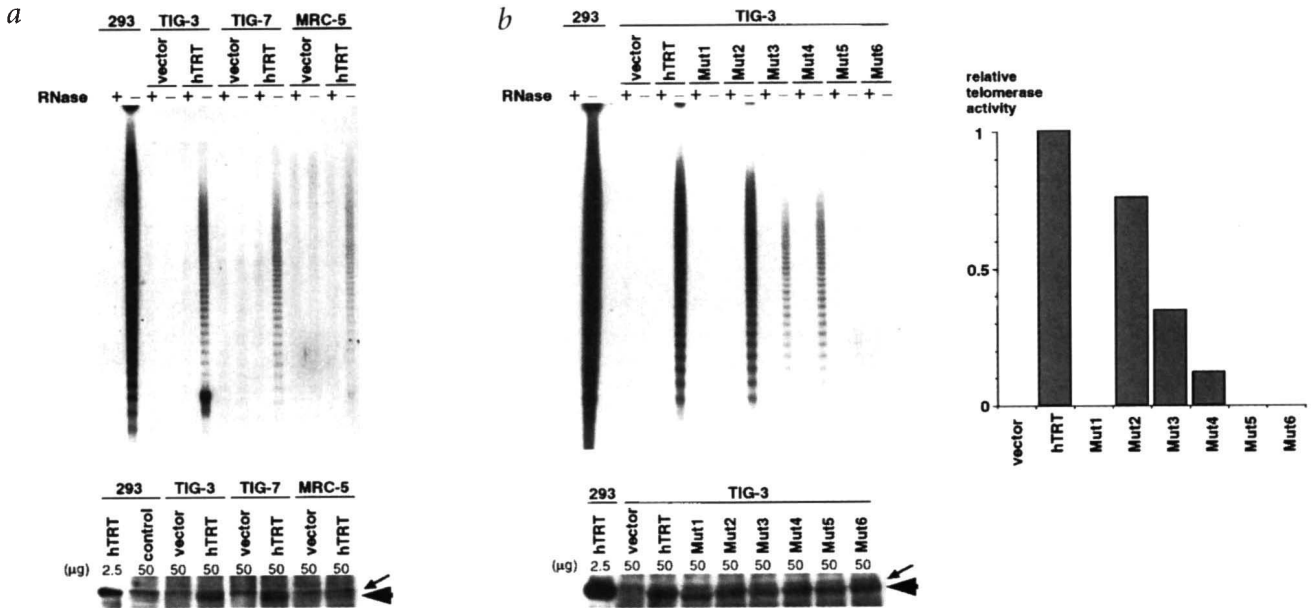 a
293 TIG-3 TIG-7 MRC-5
vector hTRT vector hTRT vector hTRT
RNase + − + − + − + − + − + − + −
293 TIG-3 TIG-7 MRC-5
hTRT control vector hTRT vector hTRT vector hTRT
(μg) 2.5 50 50 50 50 50 50 50
b
293 TIG-3
vector hTRT Mut1 Mut2 Mut3 Mut4 Mut5 Mut6
RNase + − + − + − + − + − + − + − + − + −
293 TIG-3
hTRT vector hTRT Mut1 Mut2 Mut3 Mut4 Mut5 Mut6
(μg) 2.5 50 50 50 50 50 50 50 50
relative
telomerase
activity
1
0.5
0
vector hTRT Mut1 Mut2 Mut3 Mut4 Mut5 Mut6